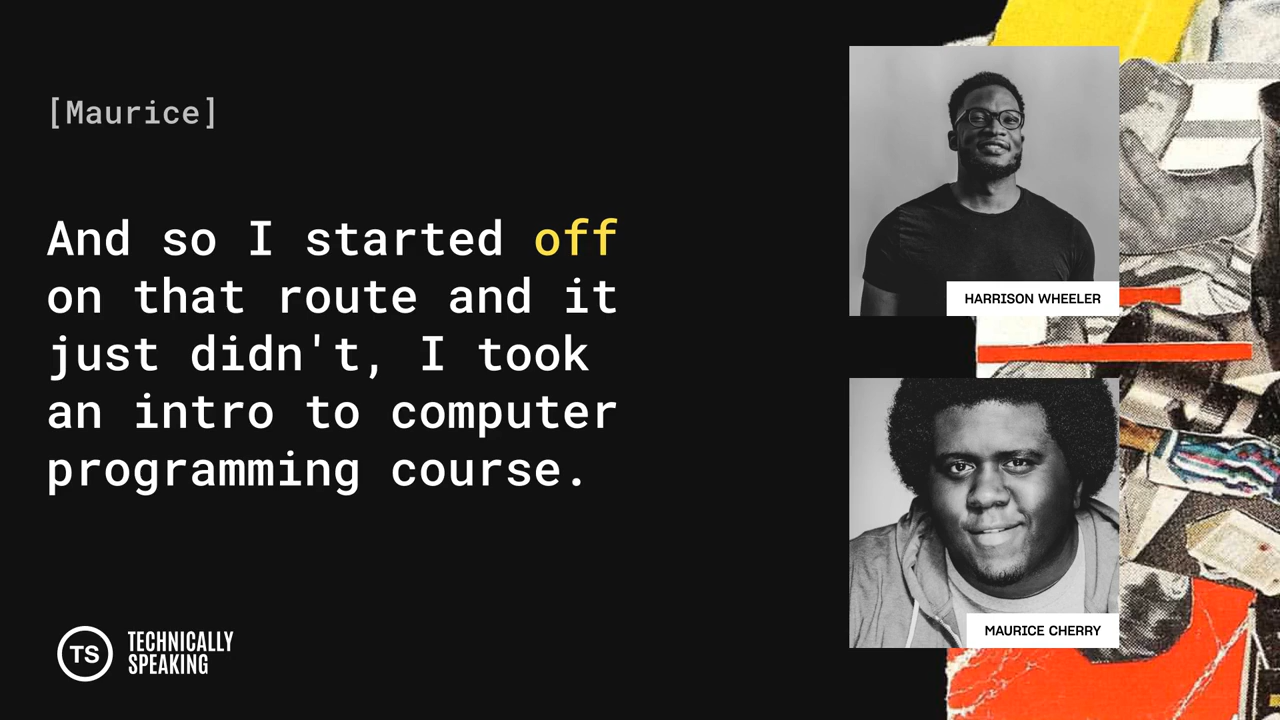 [Maurice]
And so I started off
on that route and it
just didn't, I took
an intro to computer
programming course.
HARRISON WHEELER
MAURICE CHERRY
TS
TECHNICALLY
SPEAKING